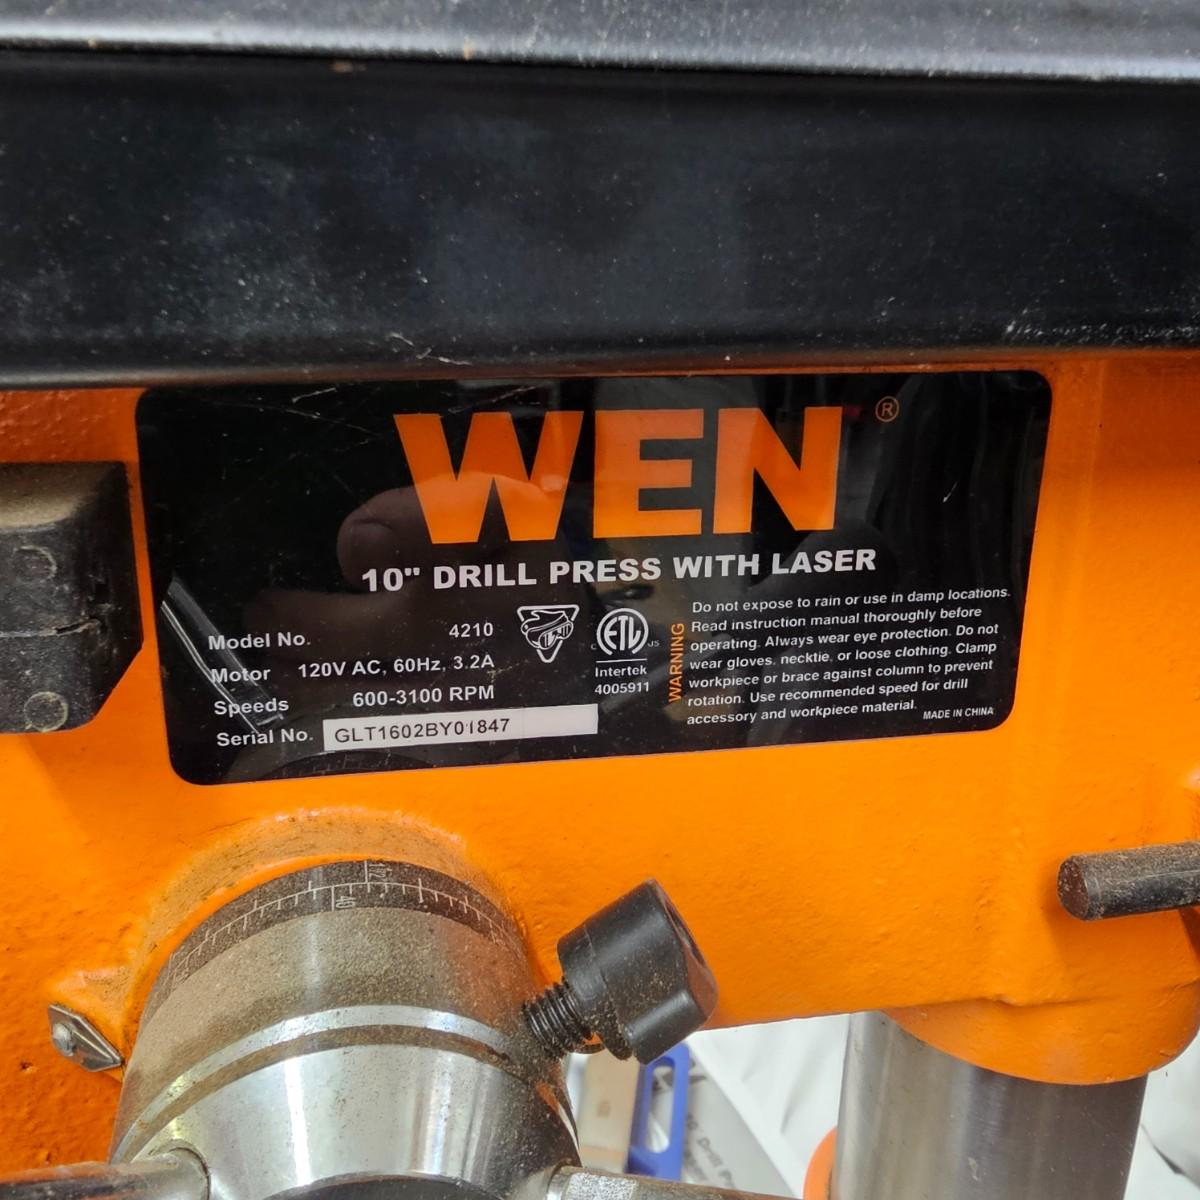 WEN ®
10" DRILL PRESS WITH LASER
Model No. 4210
Motor 120V AC, 60Hz, 3.2A
Speeds 600-3100 RPM
Serial No. GLT1602BY01847
ETL
C US
Intertek
4005911
WARNING
Do not expose to rain or use in damp locations.
Read instruction manual thoroughly before
operating. Always wear eye protection. Do not
wear gloves, necktie, or loose clothing. Clamp
workpiece or brace against column to prevent
rotation. Use recommended speed for drill
accessory and workpiece material.
MADE IN CHINA
40